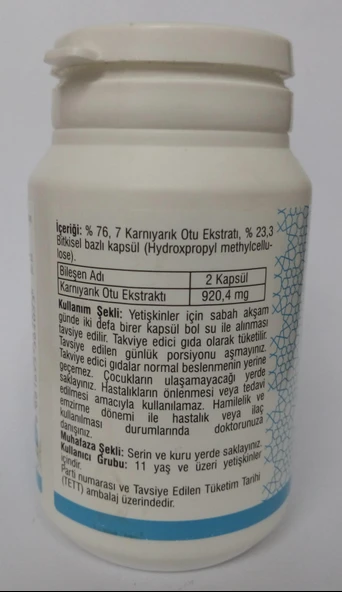 İçeriği: % 76, 7 Karnıyarık Otu Ekstratı, % 23,3
Bitkisel bazlı kapsül (Hydroxpropyl methylcellu-
lose).
Bileşen Adı 2 Kapsül
Karnıyarık Otu Ekstraktı 920,4 mg
Kullanım Şekli: Yetişkinler için sabah akşam
günde iki defa birer kapsül bol su ile alınması
tavsiye edilir. Takviye edici gıda olarak tüketilir.
Tavsiye edilen günlük porsiyonu aşmayınız.
Takviye edici gıdalar normal beslenmenin yerine
geçemez. Çocukların ulaşamayacağı yerde
saklayınız. Hastalıkların önlenmesi veya tedavi
edilmesi amacıyla kullanılamaz. Hamilelik ve
emzirme dönemi ile hastalık veya ilaç
kullanılması durumlarında doktorunuza
danışınız.
Muhafaza Şekli: Serin ve kuru yerde saklayınız.
Kullanıcı Grubu: 11 yaş ve üzeri yetişkinler
içindir.
Parti numarası ve Tavsiye Edilen Tüketim Tarihi
(TETT) ambalaj üzerindedir.